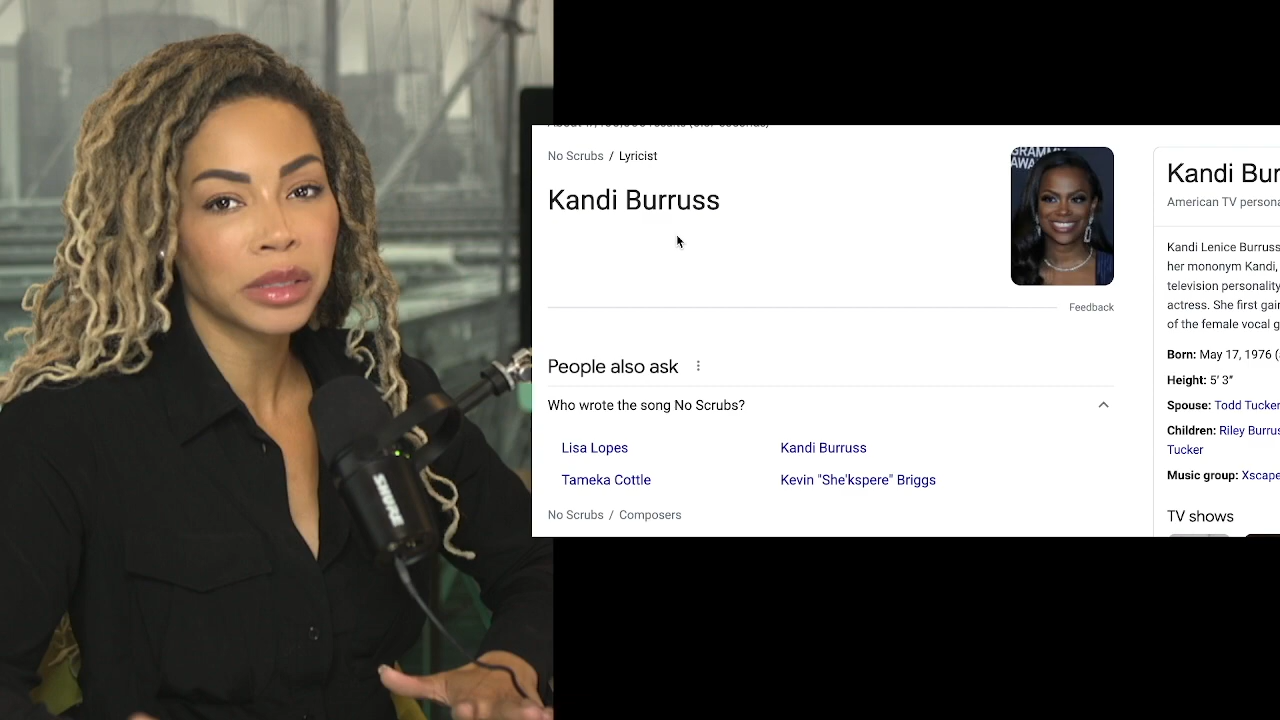 No Scrubs / Lyricist
Kandi Burruss
GRAMMY
AWA
Feedback
People also ask
Who wrote the song No Scrubs?
Lisa Lopes
Kandi Burruss
Tameka Cottle
Kevin "She'kspere" Briggs
No Scrubs / Composers
Kandi Bur
American TV persona
Kandi Lenice Burruss
her mononym Kandi,
television personality
actress. She first gain
of the female vocal g
Born: May 17, 1976 (
Height: 5′ 3″
Spouse: Todd Tucker
Children: Riley Burrus
Tucker
Music group: Xscape
TV shows
SHURE